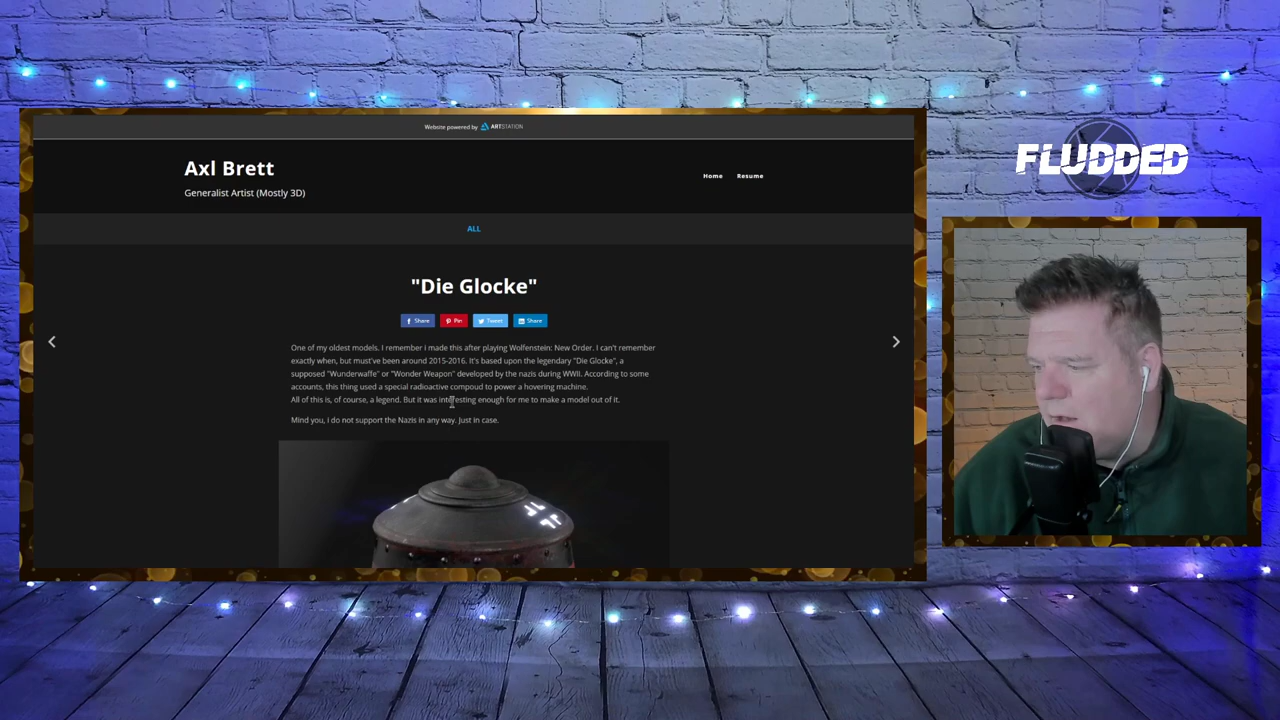 Website powered by ARTSTATION
Axl Brett
Generalist Artist (Mostly 3D)
Home Resume
ALL
"Die Glocke"
Share Pin Tweet Share
One of my oldest models. I remember i made this after playing Wolfenstein: New Order. I can't remember
exactly when, but must've been around 2015-2016. It's based upon the legendary "Die Glocke", a
supposed "Wunderwaffe" or "Wonder Weapon" developed by the nazis during WWII. According to some
accounts, this thing used a special radioactive compoud to power a hovering machine.
All of this is, of course, a legend. But it was interesting enough for me to make a model out of it.
Mind you, i do not support the Nazis in any way. Just in case.
FLUDDED